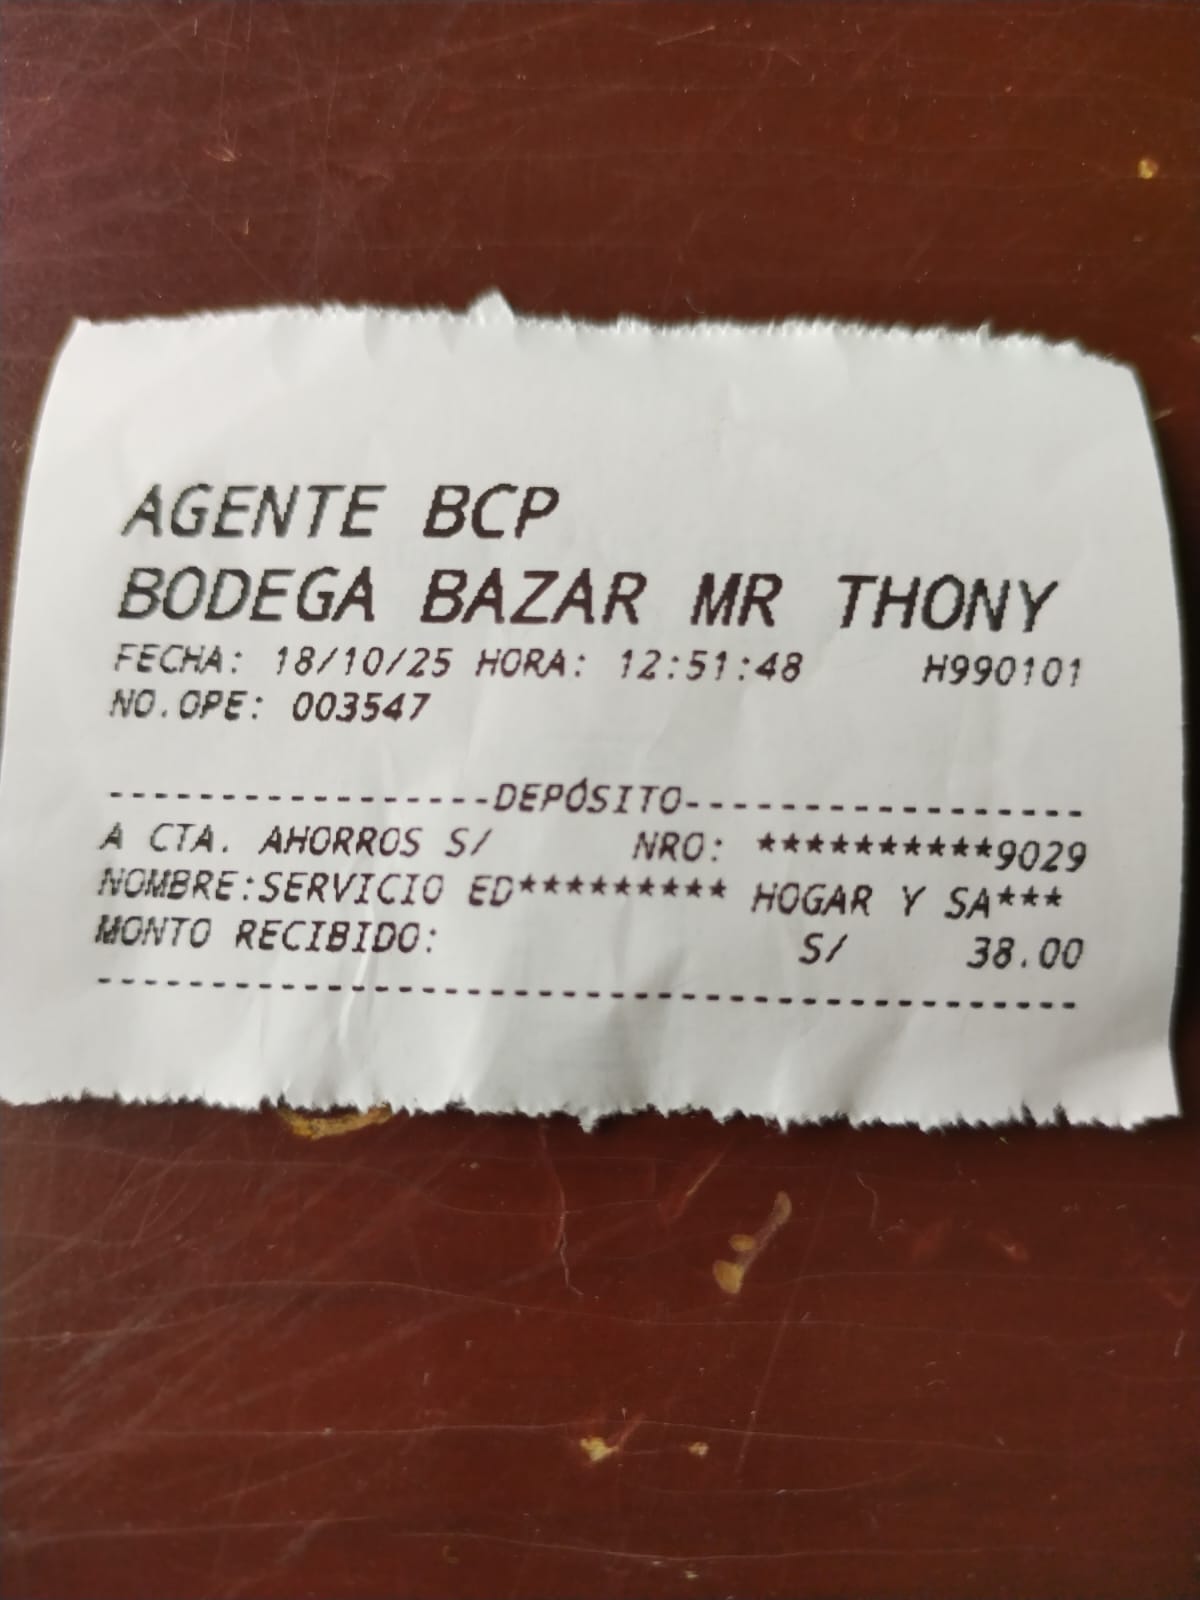 AGENTE BCP
BODEGA BAZAR MR THONY
FECHA: 18/10/25 HORA: 12:51:48 H990101
NO.OPE: 003547
-----------------DEPÓSITO-----------------
A CTA. AHORROS S/ NRO: **********9029
NOMBRE:SERVICIO ED********* HOGAR Y SA***
MONTO RECIBIDO: S/ 38.00
------------------------------------------